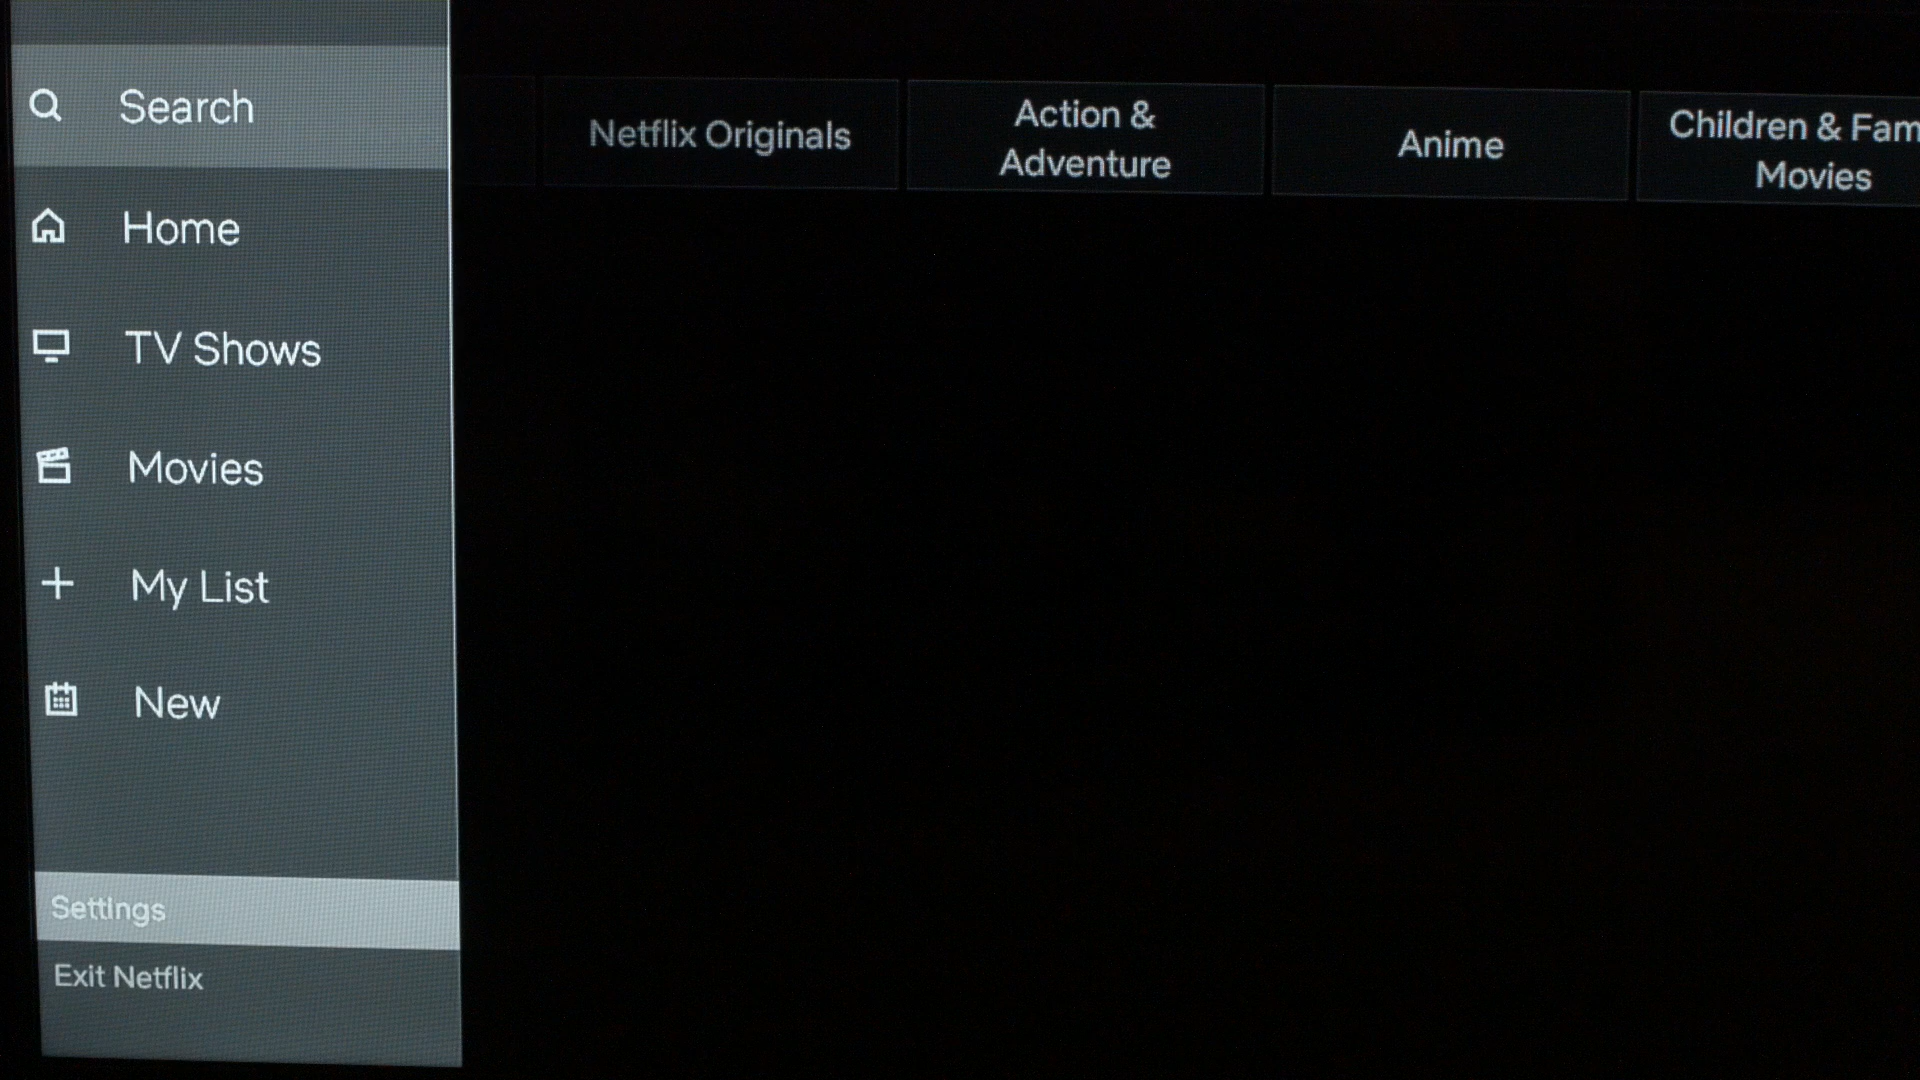 Search
Home
TV Shows
Movies
My List
New
Settings
Exit Netflix
Netflix Originals
Action &
Adventure
Anime
Children & Fam
Movies